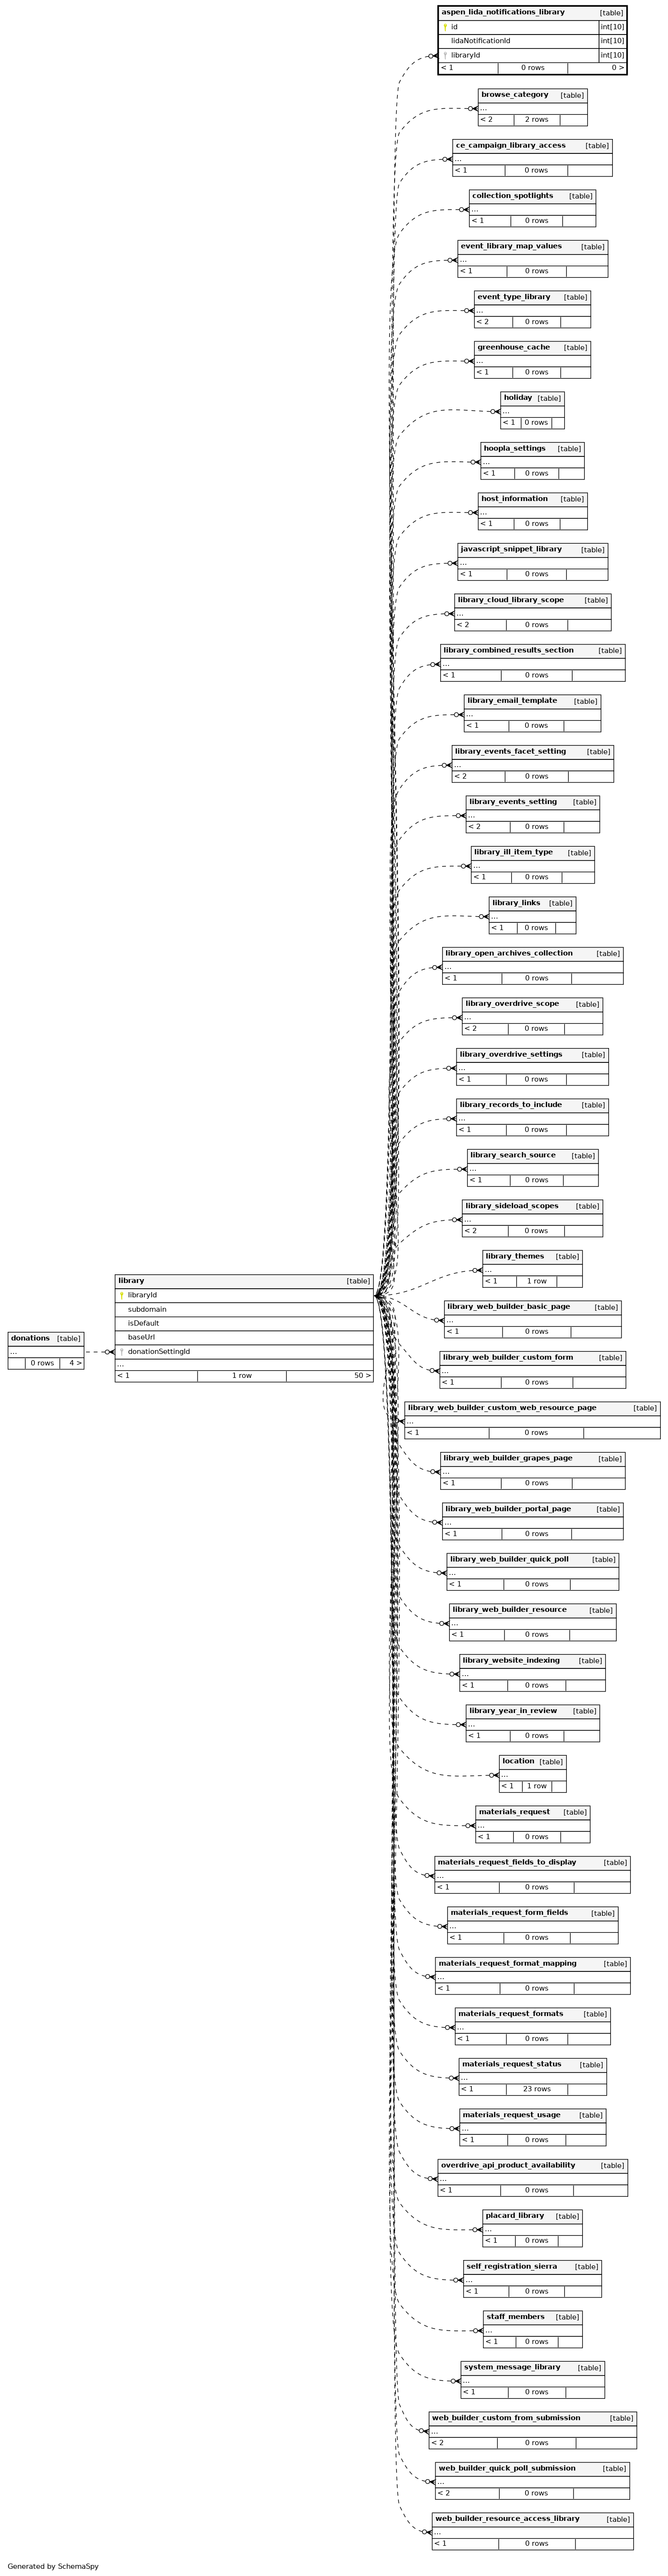 aspen_lida_notifications_library [table]
id int[10]
lidaNotificationId
libraryId int[10]
< 1 0 rows 0 >
browse_category [table]
...
< 2 2 rows
ce_campaign_library_access [table]
...
< 1 0 rows
collection_spotlights [table]
...
< 1 0 rows
event_library_map_values [table]
...
< 1 0 rows
event_type_library [table]
...
< 2 0 rows
greenhouse_cache [table]
...
< 1 0 rows
holiday [table]
...
< 1 0 rows
hoopla_settings [table]
...
< 1 0 rows
host_information [table]
...
< 1 0 rows
javascript_snippet_library [table]
...
< 1 0 rows
library_cloud_library_scope [table]
...
< 2 0 rows
library_combined_results_section [table]
...
< 1 0 rows
library_email_template [table]
...
< 1 0 rows
library_events_facet_setting [table]
...
< 2 0 rows
library_events_setting [table]
...
< 2 0 rows
library_ill_item_type [table]
...
< 1 0 rows
library_links [table]
...
< 1 0 rows
library_open_archives_collection [table]
...
< 1 0 rows
library_overdrive_scope [table]
...
< 2 0 rows
library_overdrive_settings [table]
...
< 1 0 rows
library_records_to_include [table]
...
< 1 0 rows
library_search_source [table]
...
< 1 0 rows
library_sideload_scopes [table]
...
< 2 0 rows
library_themes [table]
...
< 1 1 row
donations [table]
...
0 rows 4 >
library [table]
libraryId
subdomain
isDefault
baseUrl
donationSettingId
...
< 1 1 row 50 >
library_web_builder_basic_page [table]
...
< 1 0 rows
library_web_builder_custom_form [table]
...
< 1 0 rows
library_web_builder_custom_web_resource_page [table]
...
< 1 0 rows
library_web_builder_grapes_page [table]
...
< 1 0 rows
library_web_builder_portal_page [table]
...
< 1 0 rows
library_web_builder_quick_poll [table]
...
< 1 0 rows
library_web_builder_resource [table]
...
< 1 0 rows
library_website_indexing [table]
...
< 1 0 rows
library_year_in_review [table]
...
< 1 0 rows
location [table]
...
< 1 1 row
materials_request [table]
...
< 1 0 rows
materials_request_fields_to_display [table]
...
< 1 0 rows
materials_request_form_fields [table]
...
< 1 0 rows
materials_request_format_mapping [table]
...
< 1 0 rows
materials_request_formats [table]
...
< 1 0 rows
materials_request_status [table]
...
< 1 23 rows
materials_request_usage [table]
...
< 1 0 rows
overdrive_api_product_availability [table]
...
< 1 0 rows
placard_library [table]
...
< 1 0 rows
self_registration_sierra [table]
...
< 1 0 rows
staff_members [table]
...
< 1 0 rows
system_message_library [table]
...
< 1 0 rows
web_builder_custom_from_submission [table]
...
< 2 0 rows
web_builder_quick_poll_submission [table]
...
< 2 0 rows
web_builder_resource_access_library [table]
...
< 1 0 rows
Generated by SchemaSpy